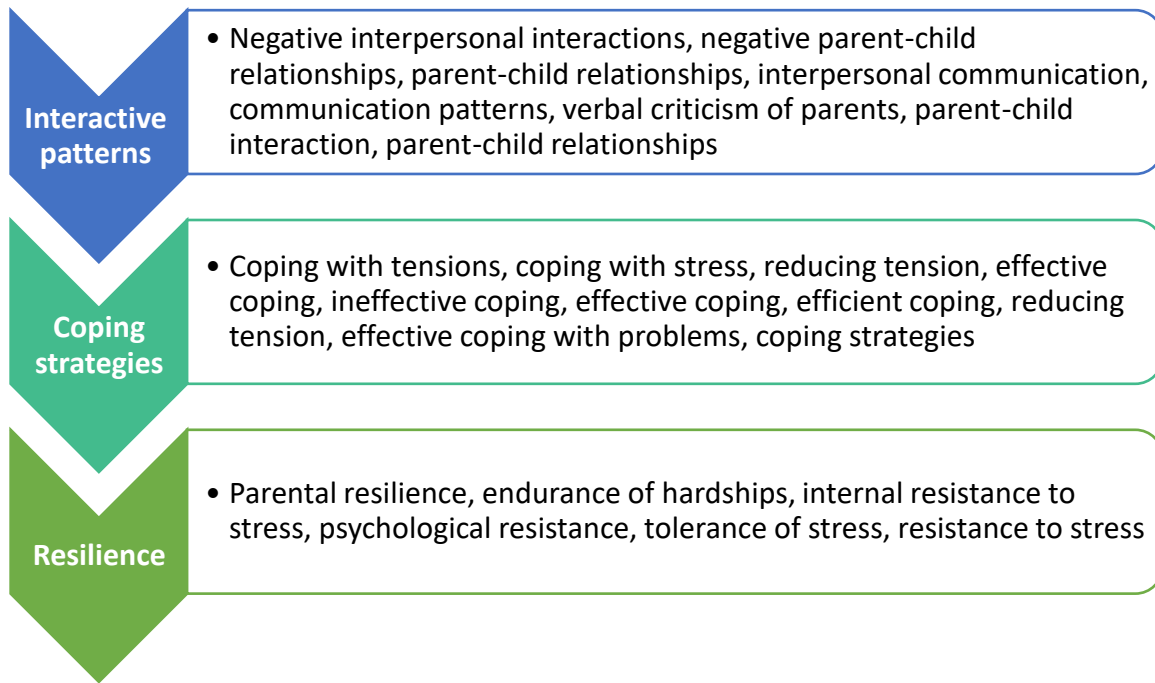 Interactive
patterns
• Negative interpersonal interactions, negative parent-child
relationships, parent-child relationships, interpersonal communication,
communication patterns, verbal criticism of parents, parent-child
interaction, parent-child relationships
Coping
strategies
• Coping with tensions, coping with stress, reducing tension, effective
coping, ineffective coping, effective coping, efficient coping, reducing
tension, effective coping with problems, coping strategies
Resilience
• Parental resilience, endurance of hardships, internal resistance to
stress, psychological resistance, tolerance of stress, resistance to stress